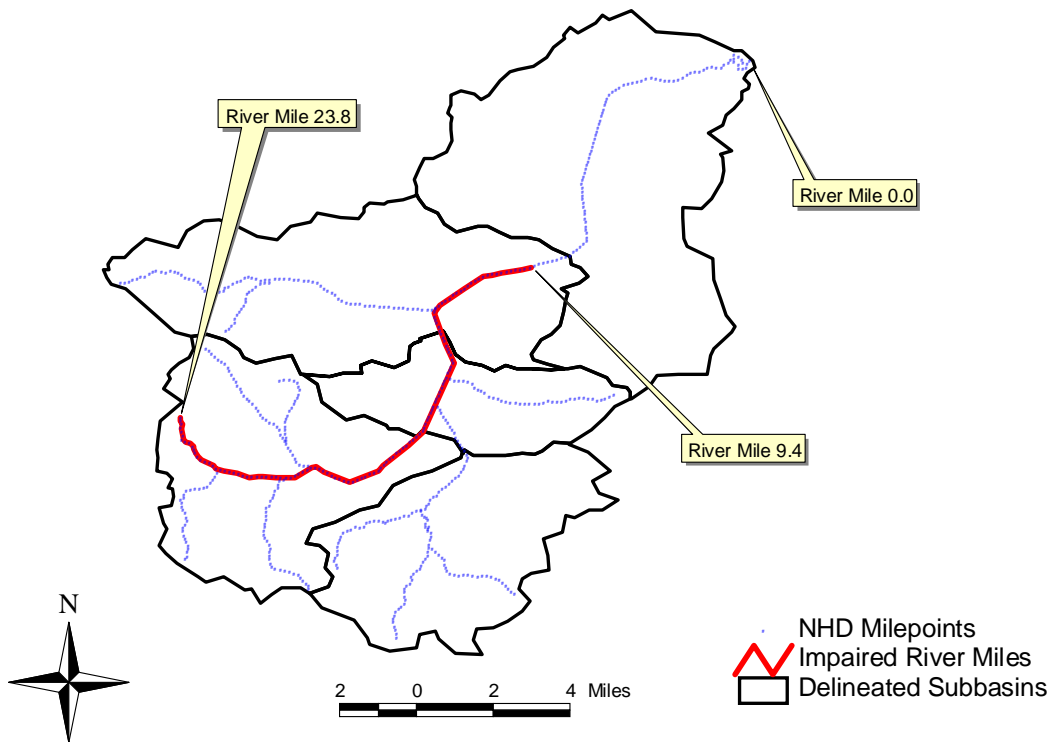 River Mile 23.8
River Mile 0.0
River Mile 9.4
N
NHD Milepoints
Impaired River Miles
Delineated Subbasins
2 0 2 4 Miles